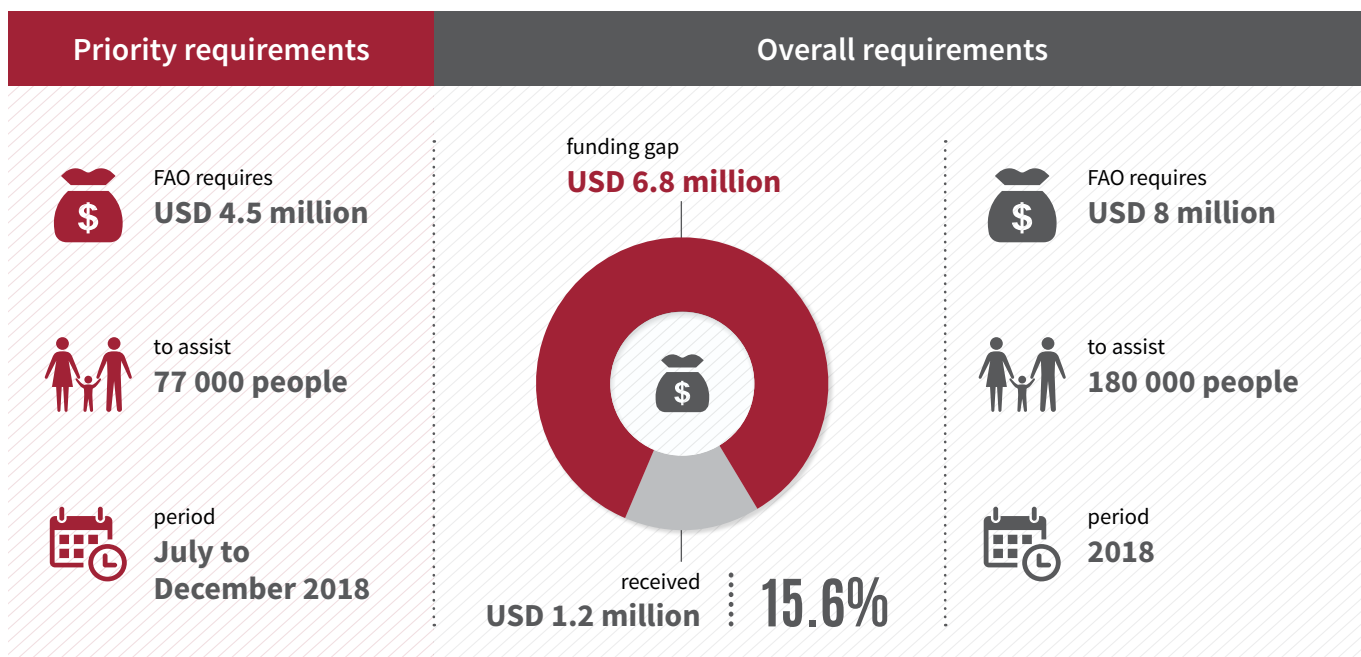 Priority requirements
Overall requirements
FAO requires
USD 4.5 million
to assist
77 000 people
period
July to
December 2018
funding gap
USD 6.8 million
$
$
$
received
USD 1.2 million
15.6%
FAO requires
USD 8 million
to assist
180 000 people
period
2018